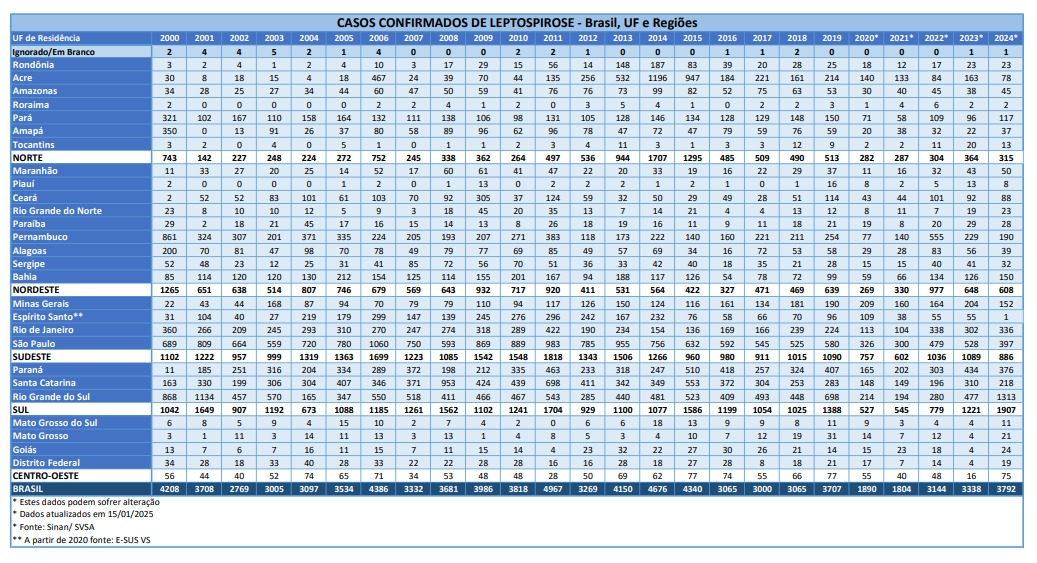 CASOS CONFIRMADOS DE LEPTOSPIROSE - Brasil, UF e Regiões
UF de Residência 2000 2001 2002 2003 2004 2005 2006 2007 2008 2009 2010 2011 2012 2013 2014 2015 2016 2017 2018 2019 2020* 2021* 2022* 2023* 2024*
Ignorado/Em Branco 2 4 4 5 2 1 4 0 0 0 2 2 1 0 0 0 1 1 2 0 0 0 0 1 1
Rondônia 3 2 4 1 2 4 10 3 17 29 15 56 14 148 187 83 39 20 28 25 18 12 17 23 23
Acre 30 8 18 15 4 18 467 24 39 70 44 135 256 532 1196 947 184 221 161 214 140 133 84 163 78
Amazonas 34 28 25 27 34 44 60 47 50 59 41 76 76 73 99 82 52 75 63 53 30 40 45 38 45
Roraima 2 0 0 0 0 0 2 2 4 1 2 0 1 3 5 4 1 0 2 2 3 1 4 6 2 2
Pará 321 102 167 110 158 164 132 111 138 106 98 131 105 128 146 134 128 129 148 150 71 58 109 96 117
Amapá 350 0 13 91 26 37 80 58 89 96 62 96 78 47 72 47 79 59 76 59 20 38 32 22 37
Tocantins 3 2 0 4 0 5 1 0 1 1 2 3 4 11 3 1 3 3 12 9 2 2 11 20 13
NORTE 743 142 227 248 224 272 752 245 338 362 264 497 536 944 1707 1295 485 509 490 513 282 287 304 364 315
Maranhão 11 33 27 20 25 14 52 17 60 61 41 47 22 20 33 19 16 22 29 37 11 16 32 43 50
Piauí 2 0 0 0 0 1 2 0 1 13 0 2 2 2 1 2 1 0 1 16 8 2 5 13 8
Ceará 2 52 52 83 101 61 103 70 92 305 37 124 59 32 50 29 49 28 51 114 43 44 101 92 88
Rio Grande do Norte 23 8 10 10 12 5 9 3 18 45 20 35 13 7 14 21 4 4 13 12 8 11 7 19 23
Paraíba 29 2 18 21 45 17 16 15 14 13 8 26 18 19 16 11 9 11 18 21 19 8 20 29 28
Pernambuco 861 324 307 201 371 335 224 205 193 207 271 383 118 173 222 140 160 221 211 254 77 140 555 229 190
Alagoas 200 70 81 47 98 70 78 49 79 77 69 85 49 57 69 34 16 72 53 58 29 28 83 56 39
Sergipe 52 48 23 12 25 31 41 85 72 56 70 51 36 33 42 40 18 35 21 28 15 15 40 41 32
Bahia 85 114 120 120 130 212 154 125 114 155 201 167 94 188 117 126 54 78 72 99 59 66 134 126 150
NORDESTE 1265 651 638 514 807 746 679 569 643 932 717 920 411 531 564 422 327 471 469 639 269 330 977 648 608
Minas Gerais 22 43 44 168 87 94 70 79 79 110 94 117 126 150 124 116 161 134 181 190 209 160 164 204 152
Espírito Santo** 31 104 40 27 219 179 299 147 139 245 276 296 242 167 232 76 58 66 70 96 109 38 55 55 1
Rio de Janeiro 360 266 209 245 293 310 270 247 274 318 289 422 190 234 154 136 169 166 239 224 113 104 338 302 336
São Paulo 689 809 664 559 720 780 1060 750 593 869 889 983 785 955 756 632 592 545 525 580 326 300 479 528 397
SUDESTE 1102 1222 957 999 1319 1363 1699 1223 1085 1542 1548 1818 1343 1506 1266 960 980 911 1015 1090 757 602 1036 1089 886
Paraná 11 185 251 316 204 334 289 372 198 212 335 463 233 318 247 510 418 257 324 407 165 202 303 434 376
Santa Catarina 163 330 199 306 304 407 346 371 953 424 439 698 411 342 349 553 372 304 253 283 148 149 196 310 218
Rio Grande do Sul 868 1134 457 570 165 347 550 518 411 466 467 543 285 440 481 523 409 493 448 698 214 194 280 477 1313
SUL 1042 1649 907 1192 673 1088 1185 1261 1562 1102 1241 1704 929 1100 1077 1586 1199 1054 1025 1388 527 545 779 1221 1907
Mato Grosso do Sul 6 8 5 9 4 15 10 2 7 4 2 0 6 6 18 13 9 9 8 11 9 3 4 4 11
Mato Grosso 3 1 11 3 14 11 13 3 13 1 4 8 5 3 4 10 7 12 19 31 14 7 12 4 21
Goiás 13 7 6 7 16 11 15 7 11 15 14 4 23 32 22 27 30 26 21 14 15 23 18 4 24
Distrito Federal 34 28 18 33 40 28 33 22 22 28 28 16 16 28 18 27 28 8 18 21 17 7 14 4 19
CENTRO-OESTE 56 44 40 52 74 65 71 34 53 48 48 28 50 69 62 77 74 55 66 77 55 40 48 16 75
BRASIL 4208 3708 2769 3005 3097 3534 4386 3332 3681 3986 3818 4967 3269 4150 4676 4340 3065 3000 3065 3707 1890 1804 3144 3338 3792
* Estes dados podem sofrer alteração
* Dados atualizados em 15/01/2025
* Fonte: Sinan/ SVSA
** A partir de 2020 fonte: E-SUS VS